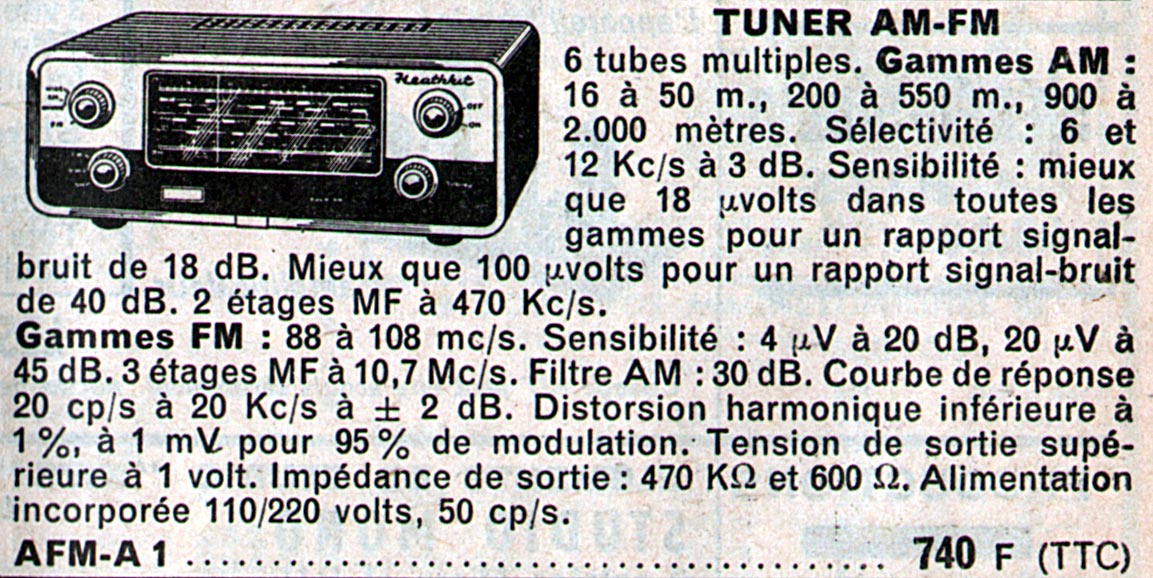 TUNER AM-FM
6 tubes multiples. Gammes AM :
16 à 50 m., 200 à 550 m., 900 à
2.000 mètres. Sélectivité : 6 et
12 Kc/s à 3 dB. Sensibilité : mieux
que 18 µvolts dans toutes les
gammes pour un rapport signal-
bruit de 18 dB. Mieux que 100 µvolts pour un rapport signal-bruit
de 40 dB. 2 étages MF à 470 Kc/s.
Gammes FM : 88 à 108 mc/s. Sensibilité : 4 µV à 20 dB, 20 µV à
45 dB. 3 étages MF à 10,7 Mc/s. Filtre AM : 30 dB. Courbe de réponse
20 cp/s à 20 Kc/s à ± 2 dB. Distorsion harmonique inférieure à
1 %, à 1 mV pour 95 % de modulation. Tension de sortie supé-
rieure à 1 volt. Impédance de sortie : 470 KΩ et 600 Ω. Alimentation
incorporée 110/220 volts, 50 cp/s.
AFM-A 1 ........................................ 740 F (TTC)
Heathkit
OFF
ON
FM